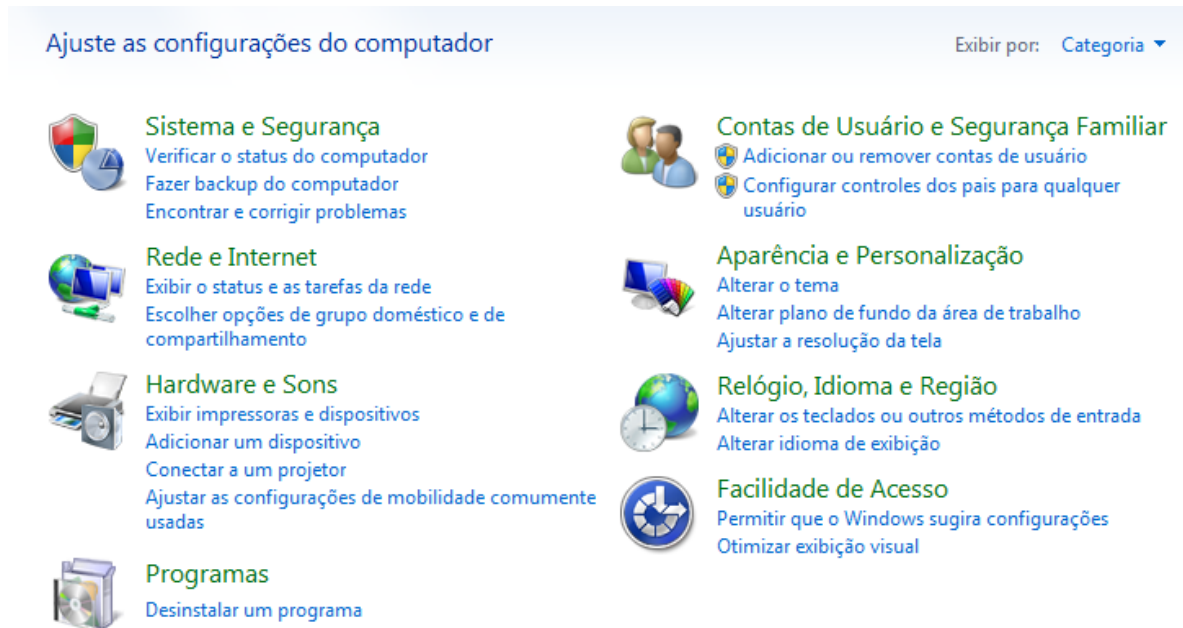 Ajuste as configurações do computador
Exibir por: Categoria
Sistema e Segurança
Verificar o status do computador
Fazer backup do computador
Encontrar e corrigir problemas
Rede e Internet
Exibir o status e as tarefas da rede
Escolher opções de grupo doméstico e de
compartilhamento
Hardware e Sons
Exibir impressoras e dispositivos
Adicionar um dispositivo
Conectar a um projetor
Ajustar as configurações de mobilidade comumente
usadas
Programas
Desinstalar um programa
Contas de Usuário e Segurança Familiar
Adicionar ou remover contas de usuário
Configurar controles dos pais para qualquer
usuário
Aparência e Personalização
Alterar o tema
Alterar plano de fundo da área de trabalho
Ajustar a resolução da tela
Relógio, Idioma e Região
Alterar os teclados ou outros métodos de entrada
Alterar idioma de exibição
Facilidade de Acesso
Permitir que o Windows sugira configurações
Otimizar exibição visual